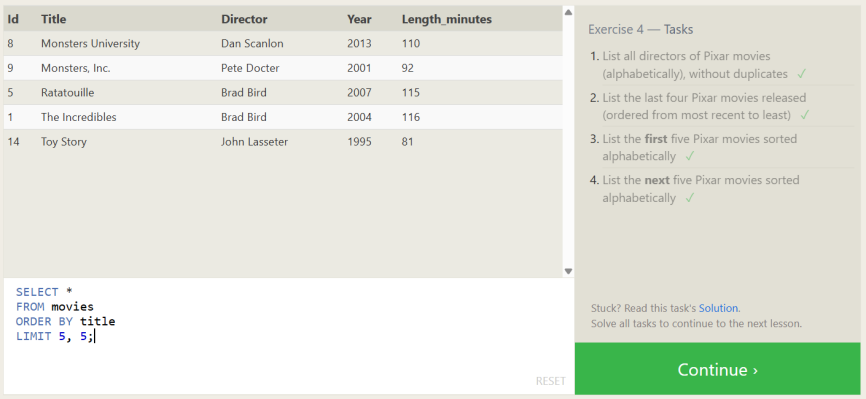 Id Title Director Year Length_minutes
8 Monsters University Dan Scanlon 2013 110
9 Monsters, Inc. Pete Docter 2001 92
5 Ratatouille Brad Bird 2007 115
1 The Incredibles Brad Bird 2004 116
14 Toy Story John Lasseter 1995 81
SELECT *
FROM movies
ORDER BY title
LIMIT 5, 5;
RESET
Exercise 4 — Tasks
1. List all directors of Pixar movies
(alphabetically), without duplicates ✓
2. List the last four Pixar movies released
(ordered from most recent to least) ✓
3. List the first five Pixar movies sorted
alphabetically ✓
4. List the next five Pixar movies sorted
alphabetically ✓
Stuck? Read this task's Solution.
Solve all tasks to continue to the next lesson.
Continue ›